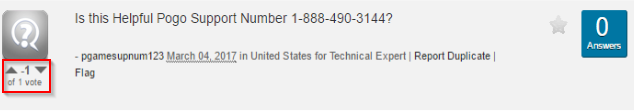 Is this Helpful Pogo Support Number 1-888-490-3144?
0
Answers
- pgamesupnum123 March 04, 2017 in United States for Technical Expert | Report Duplicate |
Flag
-1
of 1 vote